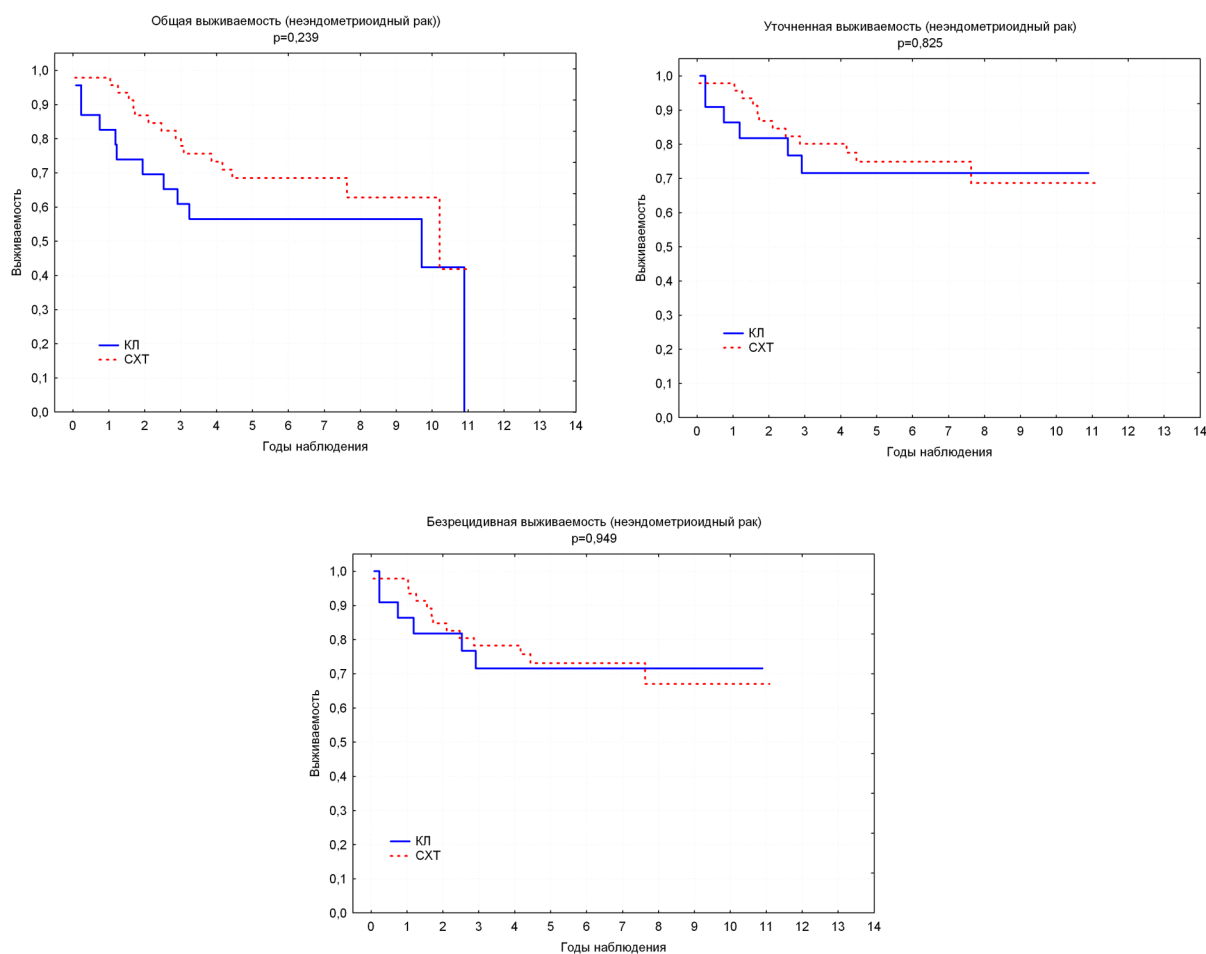 Общая выживаемость (неэндометриоидный рак))
p=0,239
1,0
0,9
0,8
0,7
0,6
0,5
0,4
0,3
0,2
0,1
0,0
Выживаемость
КЛ
СХТ
0 1 2 3 4 5 6 7 8 9 10 11 12 13 14
Годы наблюдения
Уточненная выживаемость (неэндометриоидный рак)
p=0,825
1,0
0,9
0,8
0,7
0,6
0,5
0,4
0,3
0,2
0,1
0,0
Выживаемость
КЛ
СХТ
0 1 2 3 4 5 6 7 8 9 10 11 12 13 14
Годы наблюдения
Безрецидивная выживаемость (неэндометриоидный рак)
p=0,949
1,0
0,9
0,8
0,7
0,6
0,5
0,4
0,3
0,2
0,1
0,0
Выживаемость
КЛ
СХТ
0 1 2 3 4 5 6 7 8 9 10 11 12 13 14
Годы наблюдения